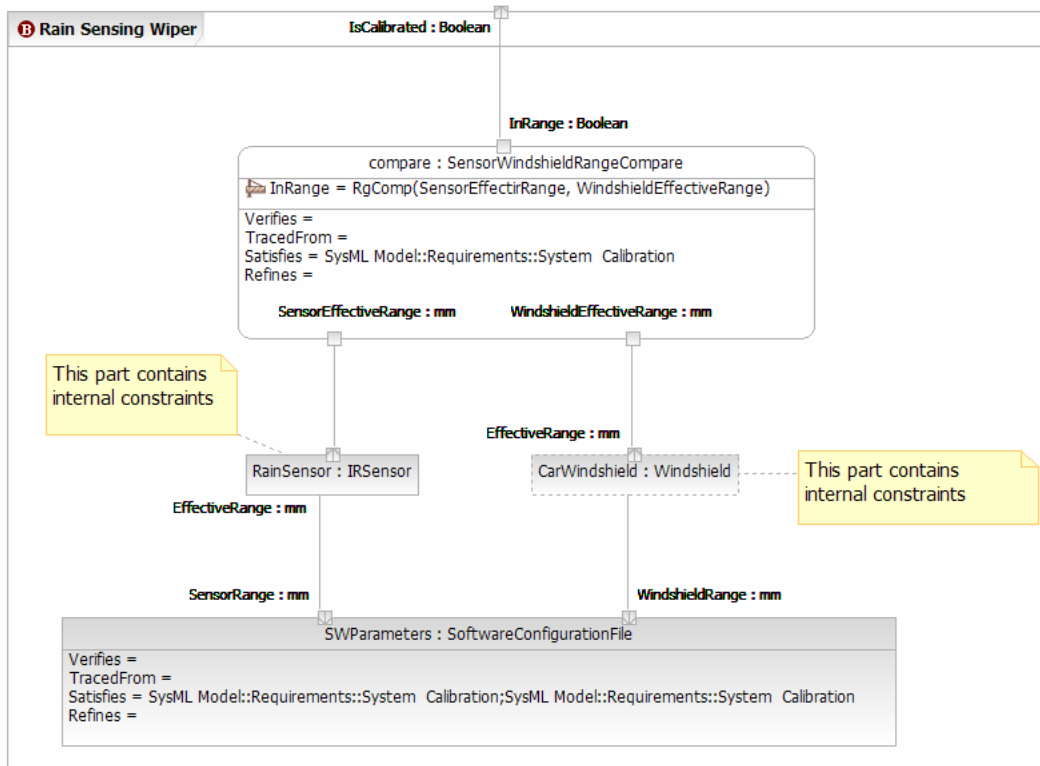 B Rain Sensing Wiper
IsCalibrated : Boolean
InRange : Boolean
compare : SensorWindshieldRangeCompare
InRange = RgComp(SensorEffectirRange, WindshieldEffectiveRange)
Verifies =
TracedFrom =
Satisfies = SysML Model::Requirements::System Calibration
Refines =
SensorEffectiveRange : mm
WindshieldEffectiveRange : mm
This part contains
internal constraints
EffectiveRange : mm
RainSensor : IRSensor
CarWindshield : Windshield
This part contains
internal constraints
EffectiveRange : mm
SensorRange : mm
WindshieldRange : mm
SWParameters : SoftwareConfigurationFile
Verifies =
TracedFrom =
Satisfies = SysML Model::Requirements::System Calibration;SysML Model::Requirements::System Calibration
Refines =